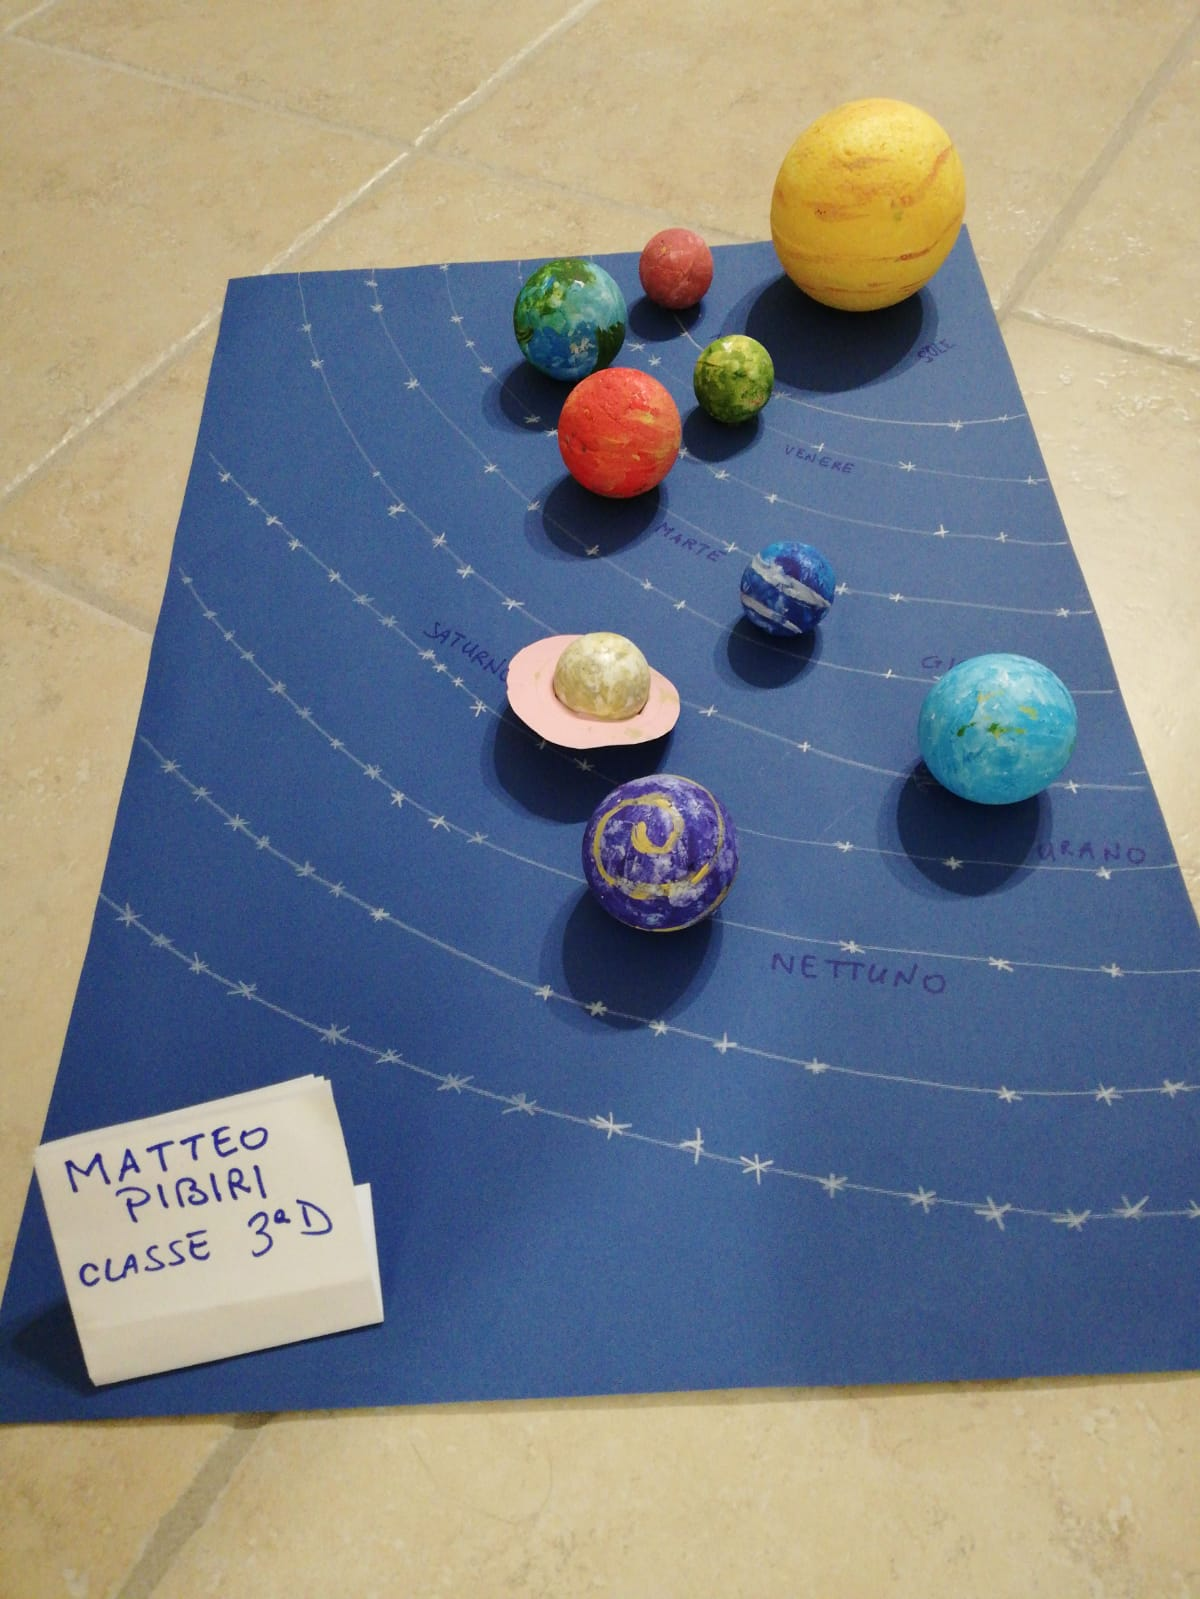 SOLE
VENERE
MARTE
SATURNO
URANO
NETTUNO
MATTEO
PIBIRI
CLASSE 3ªD